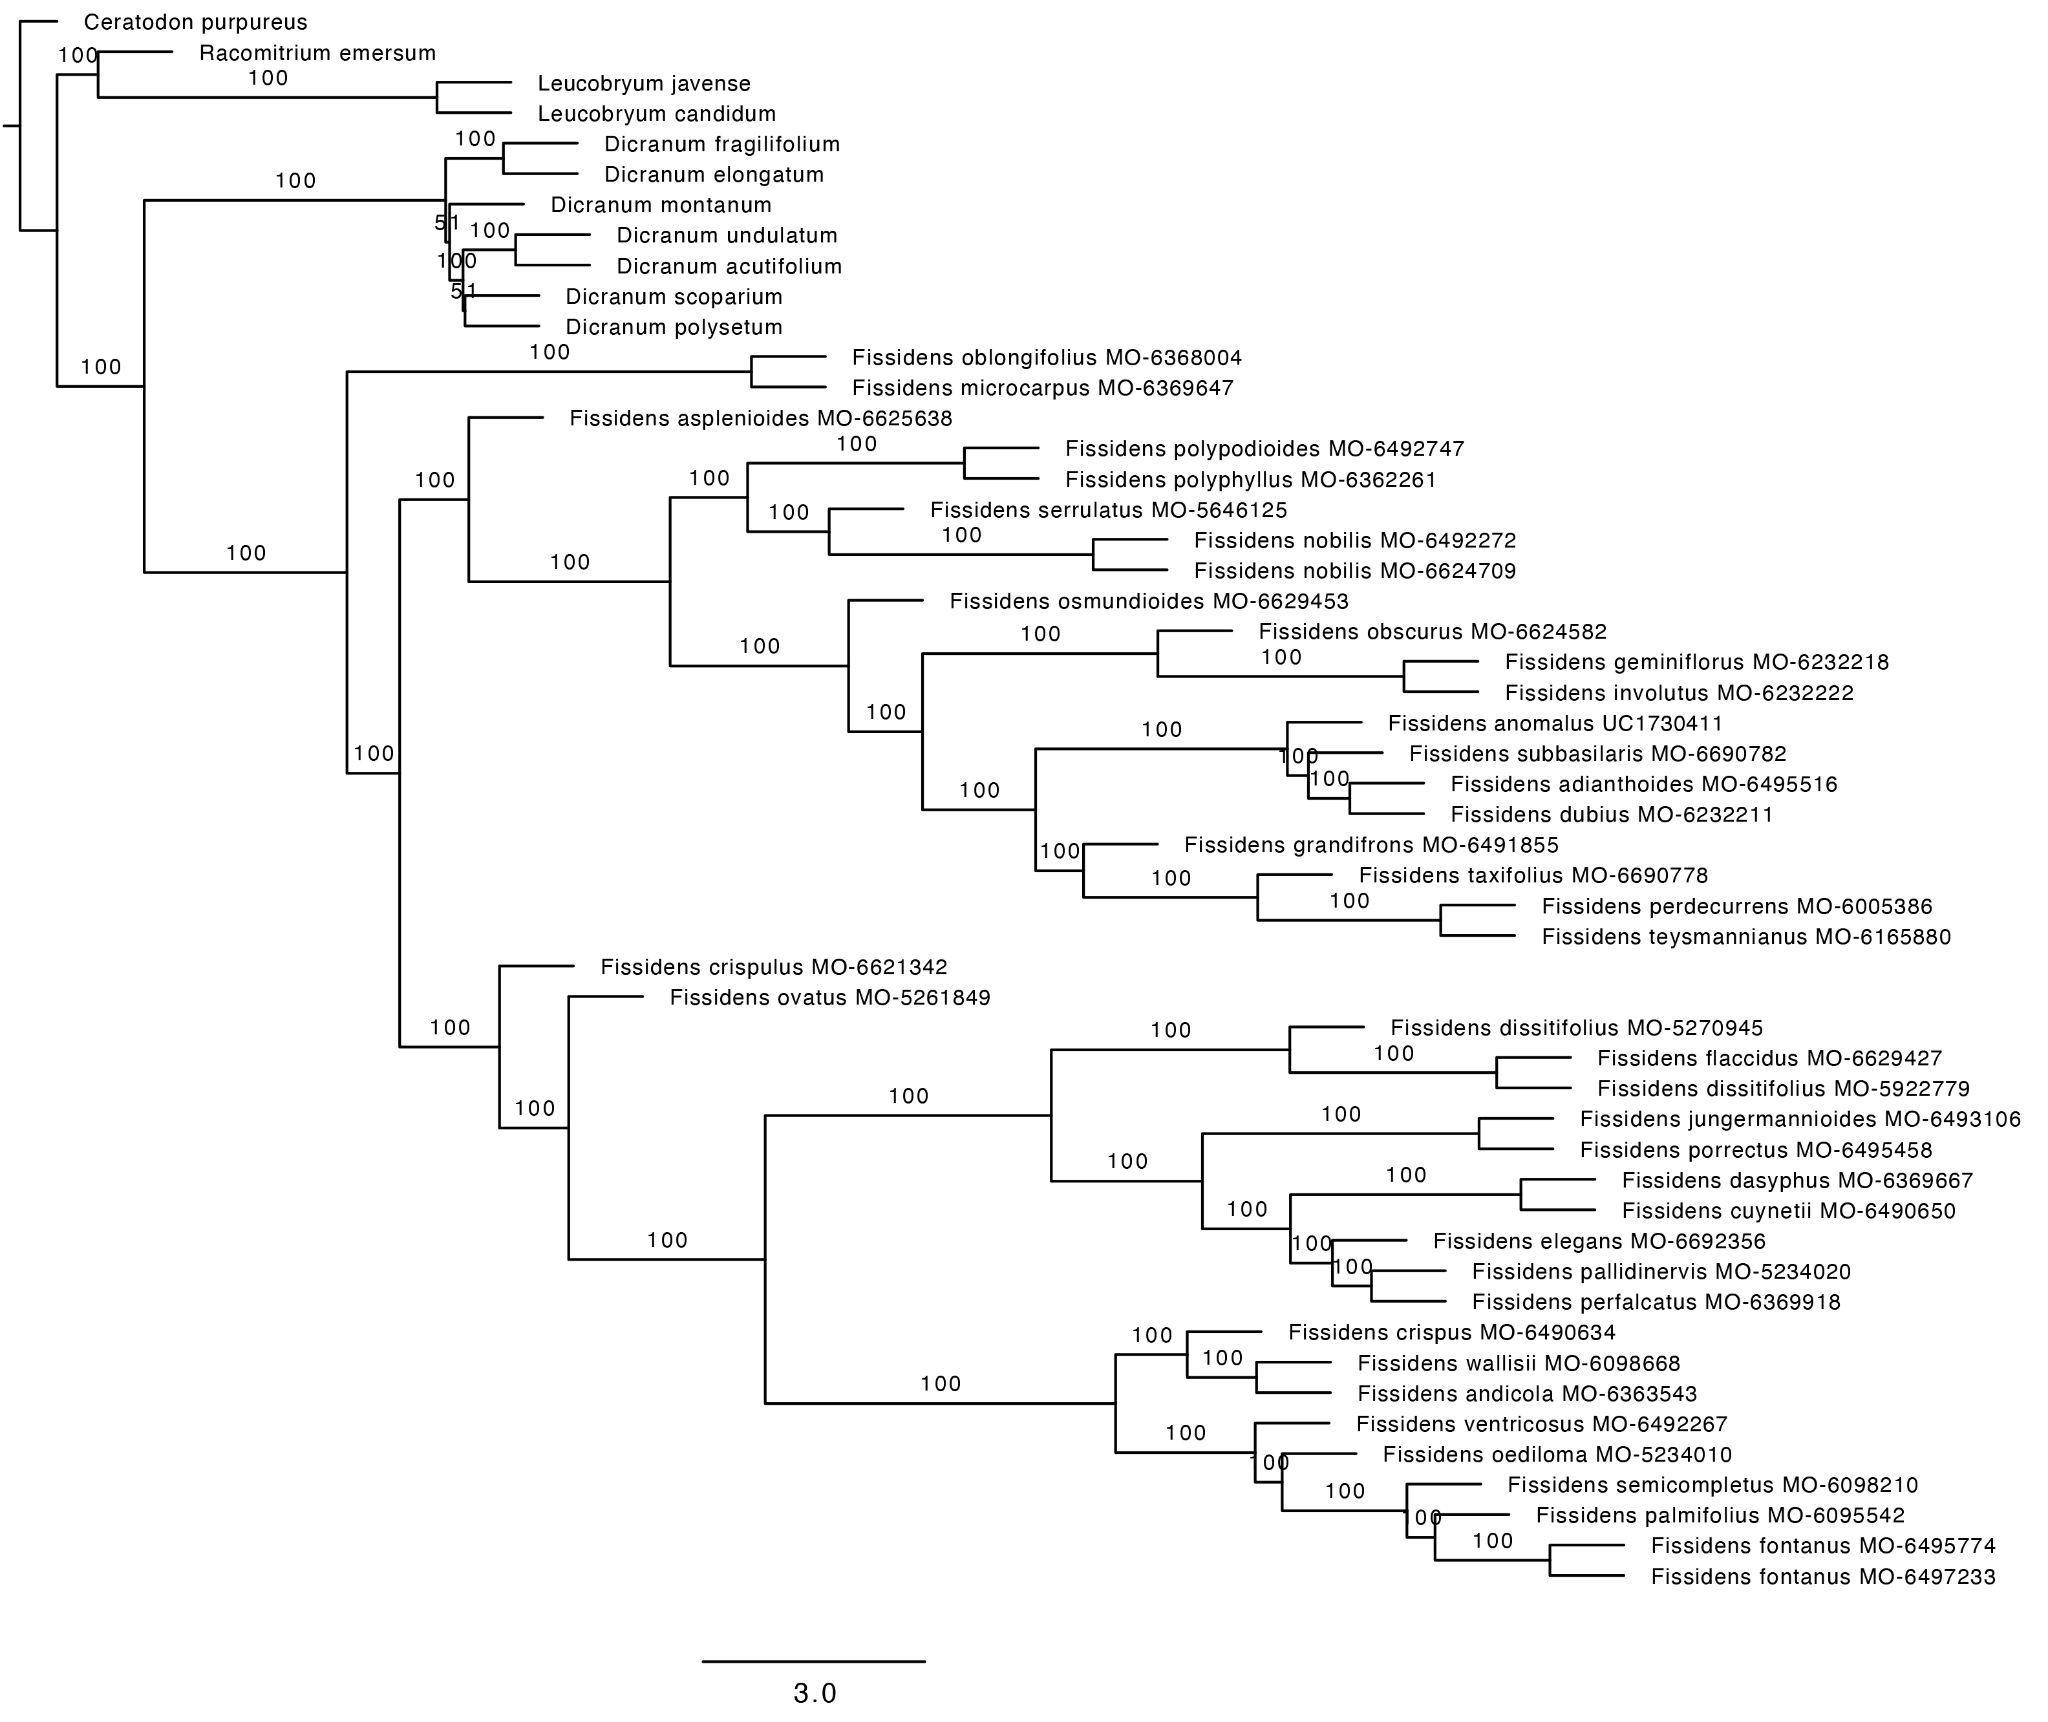 Ceratodon purpureus
100
Racomitrium emersum
100
Leucobryum javense
Leucobryum candidum
100
Dicranum fragilifolium
Dicranum elongatum
100
Dicranum montanum
51
100
Dicranum undulatum
100
Dicranum acutifolium
51
Dicranum scoparium
Dicranum polysetum
100
100
Fissidens oblongifolius MO-6368004
100
Fissidens microcarpus MO-6369647
Fissidens asplenioides MO-6625638
100
Fissidens polypodioides MO-6492747
100
100
Fissidens polyphyllus MO-6362261
100
Fissidens serrulatus MO-5646125
100
Fissidens nobilis MO-6492272
100
100
Fissidens nobilis MO-6624709
Fissidens osmundioides MO-6629453
100
100
Fissidens obscurus MO-6624582
100
Fissidens geminiflorus MO-6232218
Fissidens involutus MO-6232222
100
100
Fissidens anomalus UC1730411
100
100
Fissidens subbasilaris MO-6690782
100
100
Fissidens adianthoides MO-6495516
Fissidens dubius MO-6232211
100
Fissidens grandifrons MO-6491855
100
Fissidens taxifolius MO-6690778
100
Fissidens perdecurrens MO-6005386
Fissidens teysmannianus MO-6165880
Fissidens crispulus MO-6621342
Fissidens ovatus MO-5261849
100
100
Fissidens dissitifolius MO-5270945
100
Fissidens flaccidus MO-6629427
100
Fissidens dissitifolius MO-5922779
100
100
Fissidens jungermannioides MO-6493106
Fissidens porrectus MO-6495458
100
100
Fissidens dasyphus MO-6369667
100
Fissidens cuynetii MO-6490650
100
100
Fissidens elegans MO-6692356
100
Fissidens pallidinervis MO-5234020
Fissidens perfalcatus MO-6369918
100
Fissidens crispus MO-6490634
100
Fissidens wallisii MO-6098668
100
Fissidens andicola MO-6363543
100
Fissidens ventricosus MO-6492267
100
Fissidens oediloma MO-5234010
100
Fissidens semicompletus MO-6098210
100
Fissidens palmifolius MO-6095542
100
Fissidens fontanus MO-6495774
Fissidens fontanus MO-6497233
3.0